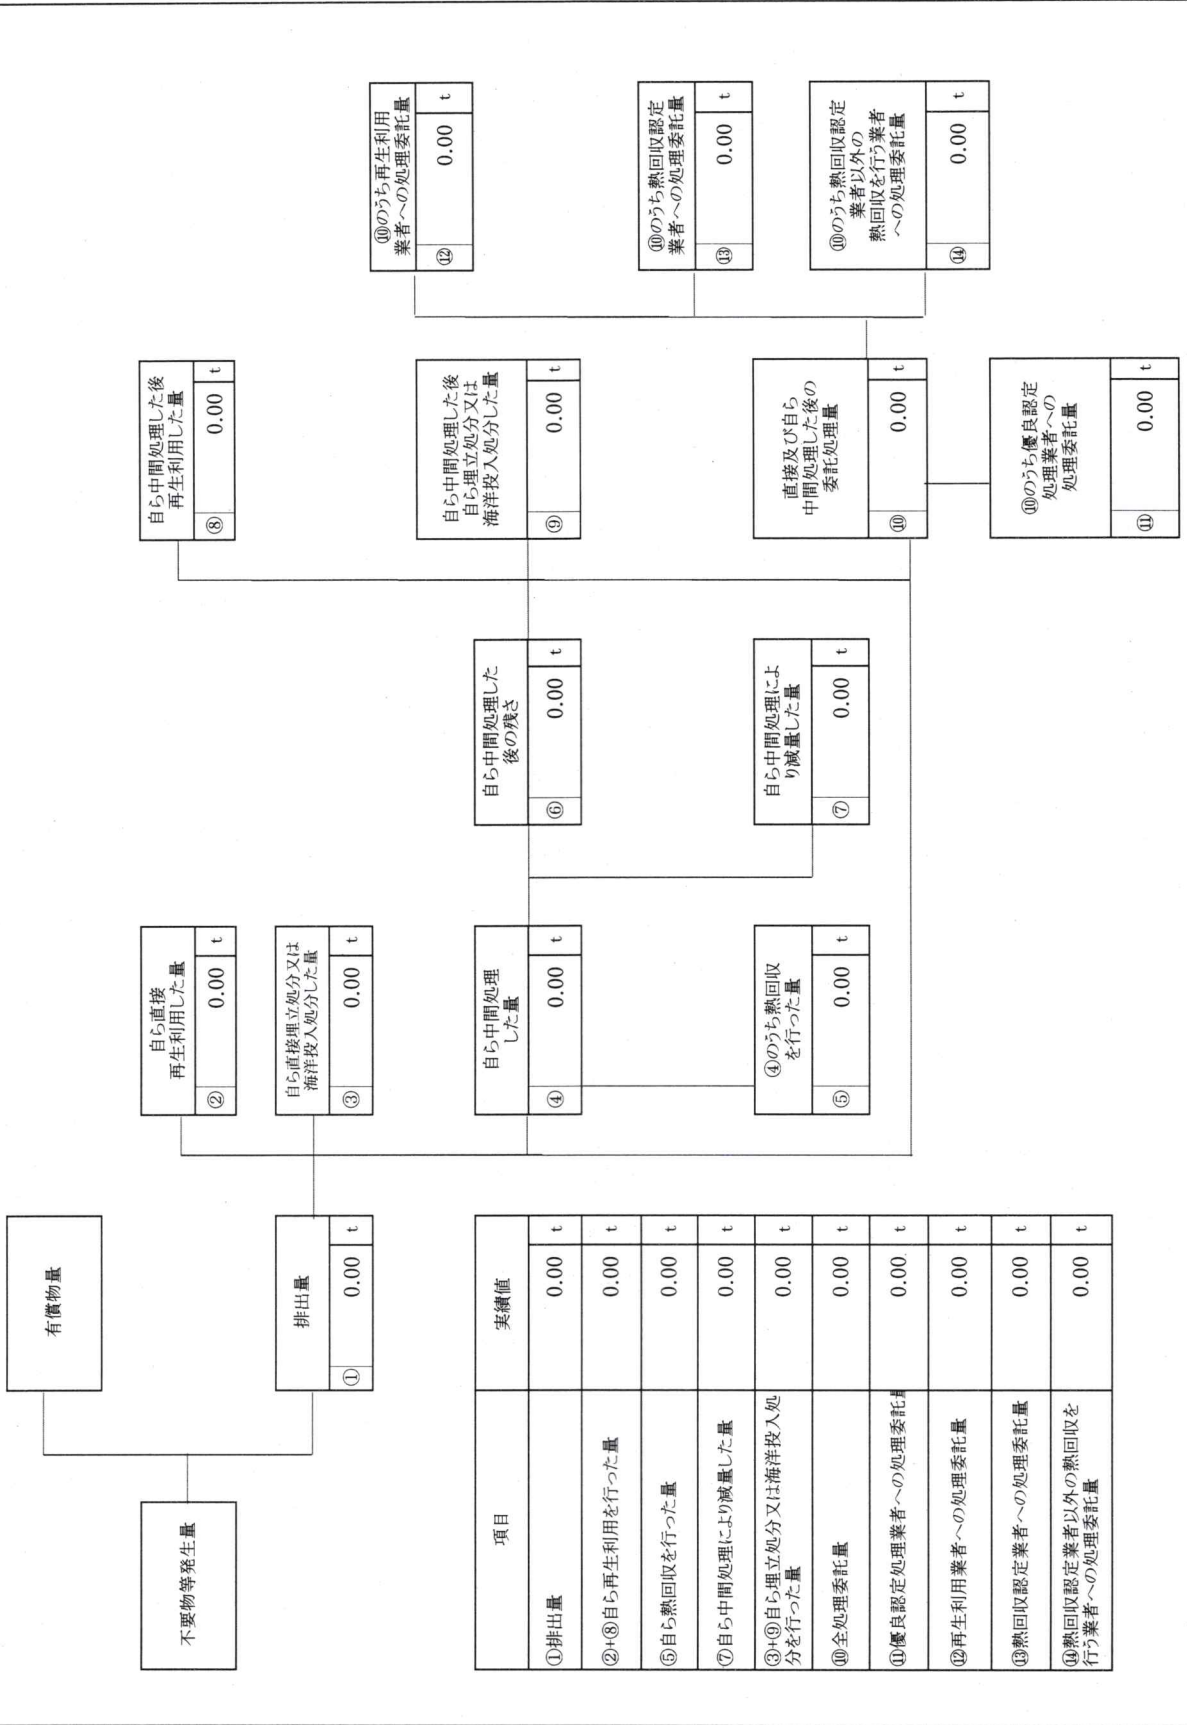 不要物等発生量
有償物量
排出量
① 0.00 t
自ら直接
再生利用した量
② 0.00 t
自ら直接埋立処分又は
海洋投入処分した量
③ 0.00 t
自ら中間処理
した量
④ 0.00 t
④のうち熱回収
を行った量
⑤ 0.00 t
自ら中間処理した
後の残さ
⑥ 0.00 t
自ら中間処理によ
り減量した量
⑦ 0.00 t
自ら中間処理した後
再生利用した量
⑧ 0.00 t
自ら中間処理した後
自ら埋立処分又は
海洋投入処分した量
⑨ 0.00 t
直接及び自ら
中間処理した後の
委託処理量
⑩ 0.00 t
⑩のうち優良認定
処理業者への
処理委託量
⑪ 0.00 t
⑩のうち再生利用
業者への処理委託量
⑫ 0.00 t
⑩のうち熱回収認定
業者への処理委託量
⑬ 0.00 t
⑩のうち熱回収認定
業者以外の
熱回収を行う業者
への処理委託量
⑭ 0.00 t
項目 実績値
①排出量 0.00 t
②+⑧自ら再生利用を行った量 0.00 t
⑤自ら熱回収を行った量 0.00 t
⑦自ら中間処理により減量した量 0.00 t
③+⑨自ら埋立処分又は海洋投入処
分を行った量 0.00 t
⑩全処理委託量 0.00 t
⑪優良認定処理業者への処理委託量 0.00 t
⑫再生利用業者への処理委託量 0.00 t
⑬熱回収認定業者への処理委託量 0.00 t
⑭熱回収認定業者以外の熱回収を
行う業者への処理委託量 0.00 t